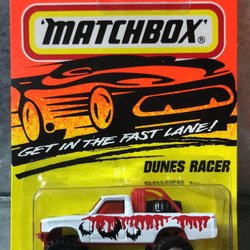 'MATCHBOX'®
GET IN THE FAST LANE!
DUNES RACER